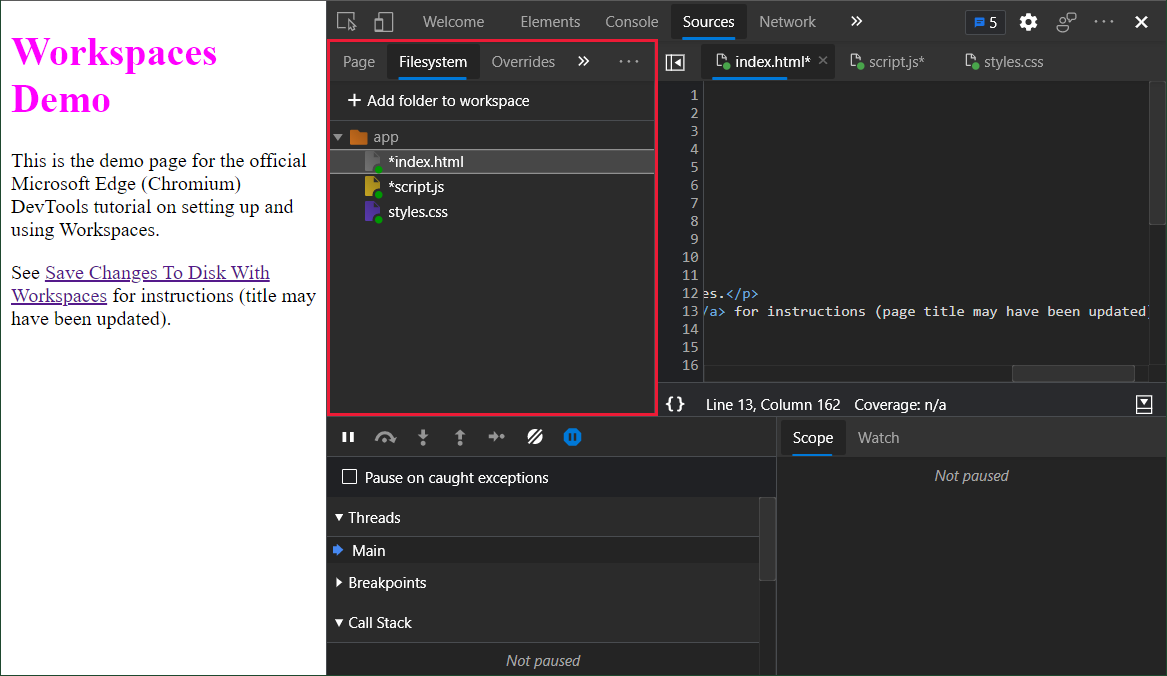 Workspaces
Demo
This is the demo page for the official
Microsoft Edge (Chromium)
DevTools tutorial on setting up and
using Workspaces.
See Save Changes To Disk With
Workspaces for instructions (title may
have been updated).
Welcome Elements Console Sources Network 5
Page Filesystem Overrides
Add folder to workspace
app
*index.html
*script.js
styles.css
index.html* script.js* styles.css
1
2
3
4
5
6
7
8
9
10
11
12 es.</p>
13 /a> for instructions (page title may have been updated)
14
15
16
{} Line 13, Column 162 Coverage: n/a
Pause on caught exceptions
Threads
Main
Breakpoints
Call Stack
Not paused
Scope Watch
Not paused